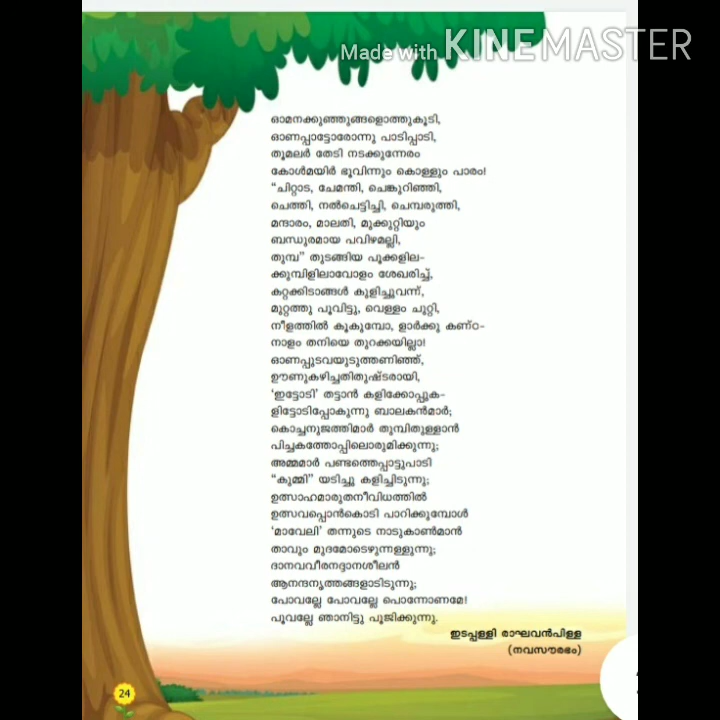 Made with KINEMASTER
ഓമനക്കുഞ്ഞുങ്ങളൊത്തുകൂടി,
ഓണപ്പാട്ടോരോന്നു പാടിപ്പാടി,
തൂമലർ തേടി നടക്കുന്നേരം
കോൾമയിർ ഭൂവിന്നും കൊള്ളും പാരം!
“ചിറ്റാട, ചേമന്തി, ചെങ്കുറിഞ്ഞി,
ചെത്തി, നൽചെട്ടിച്ചി, ചെമ്പരുത്തി,
മന്ദാരം, മാലതി, മുക്കുറ്റിയും
ബന്ധുരമായ പവിഴമല്ലി,
തുമ്പ” തുടങ്ങിയ പൂക്കളില-
ക്കുമ്പിളിലാവോളം ശേഖരിച്ച്,
കറ്റക്കിടാങ്ങൾ കുളിച്ചുവന്ന്,
മുറ്റത്തു പൂവിട്ടു, വെള്ളം ചുറ്റി,
നീളത്തിൽ കൂകുമ്പോ, ളാർക്കു കണ്ഠ-
നാളം തനിയെ തുറക്കയില്ലാ!
ഓണപ്പുടവയുടുത്തണിഞ്ഞ്,
ഊണുകഴിച്ചതിതുഷ്ടരായി,
‘ഇട്ടോടി’ തട്ടാൻ കളിക്കോപ്പുക-
ളിട്ടോടിപ്പോകുന്നു ബാലകൻമാർ;
കൊച്ചനുജത്തിമാർ തുമ്പിതുള്ളാൻ
പിച്ചകത്തോപ്പിലൊരുമിക്കുന്നു;
അമ്മമാർ പണ്ടത്തെപ്പാട്ടുപാടി
“കുമ്മി” യടിച്ചു കളിച്ചിടുന്നു;
ഉത്സാഹമാരുതനീവിധത്തിൽ
ഉത്സവപ്പൊൻകൊടി പാറിക്കുമ്പോൾ
‘മാവേലി’ തന്നുടെ നാടുകാൺമാൻ
താവും മുദമോടെഴുന്നള്ളുന്നു;
ദാനവവീരനദ്ദാനശീലൻ
ആനന്ദനൃത്തങ്ങളാടിടുന്നു;
പോവല്ലേ പോവല്ലേ പൊന്നോണമേ!
പൂവല്ലേ ഞാനിട്ടു പൂജിക്കുന്നു.
ഇടപ്പള്ളി രാഘവൻപിള്ള
(നവസൗരഭം)
24